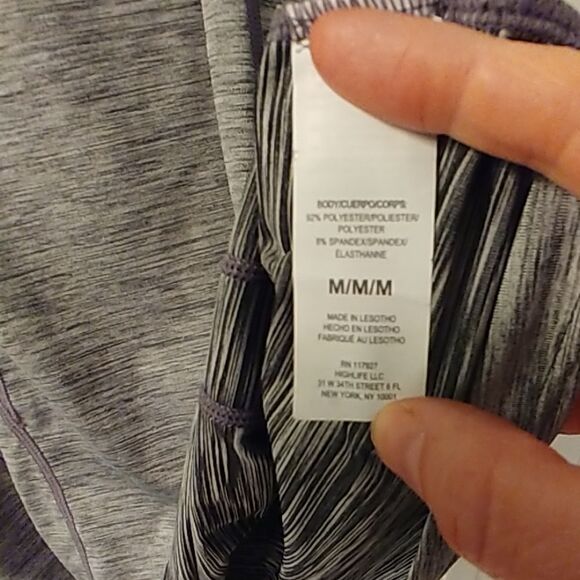 BODY/CUERPO/CORPS:
92% POLYESTER/POLIESTER/
POLYESTER
8% SPANDEX/SPANDEX/
ÉLASTHANNE
M/M/M
MADE IN LESOTHO
HECHO EN LESOTHO
FABRIQUÉ AU LESOTHO
RN 117927
HIGHLIFE LLC
31 W 34TH STREET 8 FL
NEW YORK, NY 10001